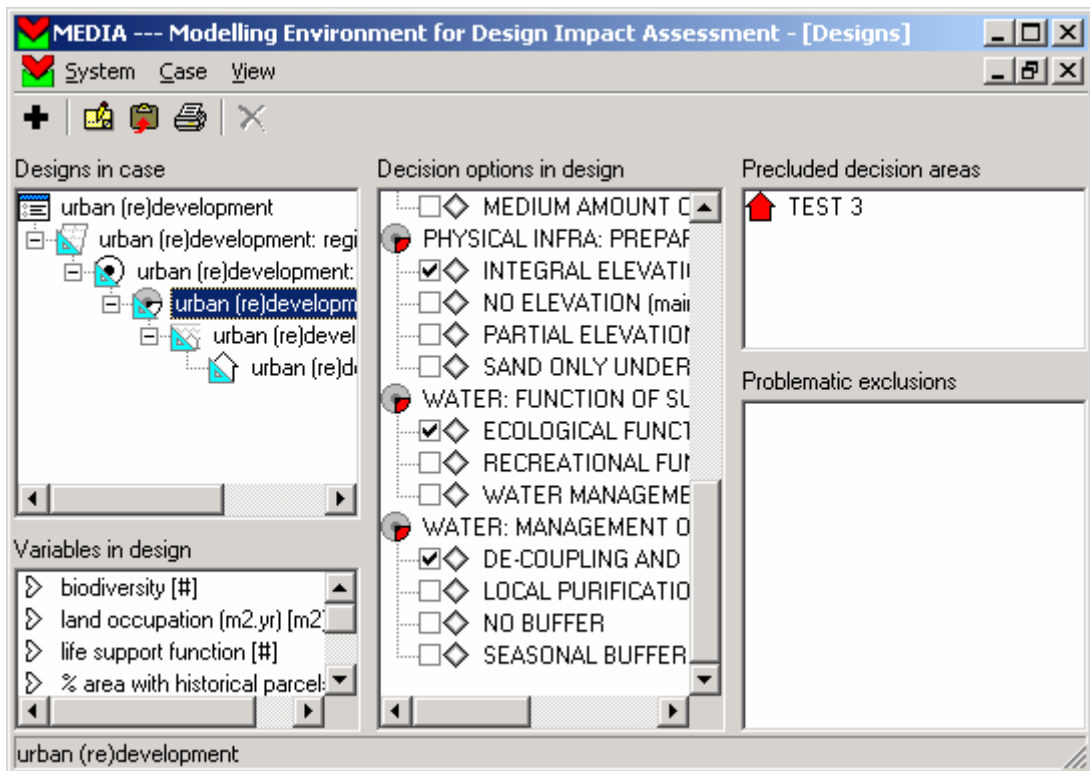 MEDIA --- Modelling Environment for Design Impact Assessment - [Designs]
System Case View
Designs in case
urban (re)development
urban (re)development: regi
urban (re)development:
urban (re)developm
urban (re)devel
urban (re)d
Variables in design
biodiversity [#]
land occupation (m2.yr) [m2
life support function [#]
% area with historical parcel
Decision options in design
MEDIUM AMOUNT
PHYSICAL INFRA: PREPAR
INTEGRAL ELEVATI
NO ELEVATION (mai
PARTIAL ELEVATION
SAND ONLY UNDER
WATER: FUNCTION OF SU
ECOLOGICAL FUNCT
RECREATIONAL FUN
WATER MANAGEME
WATER: MANAGEMENT O
DE-COUPLING AND
LOCAL PURIFICATIO
NO BUFFER
SEASONAL BUFFER
Precluded decision areas
TEST 3
Problematic exclusions
urban (re)development